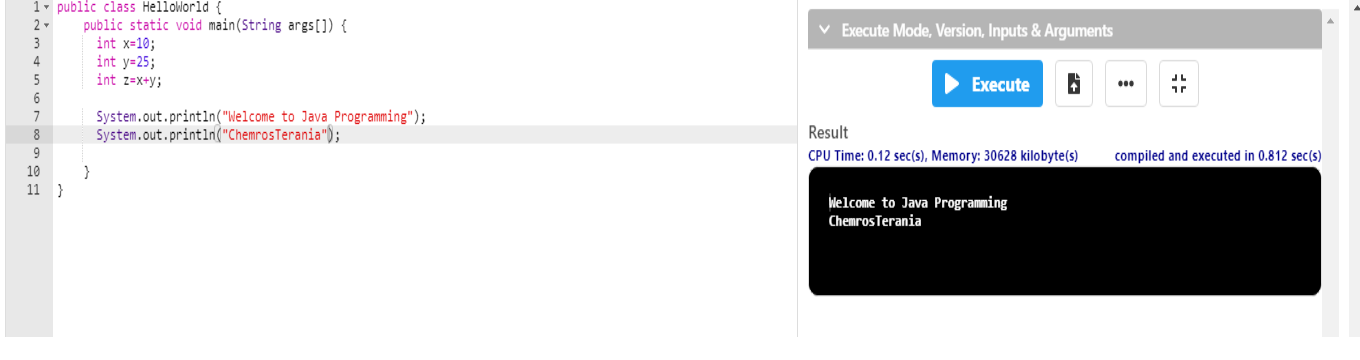 1 public class HelloWorld {
2 public static void main(String args[]) {
3 int x=10;
4 int y=25;
5 int z=x+y;
6
7 System.out.println("Welcome to Java Programming");
8 System.out.println("ChemrosTerania");
9
10 }
11 }
Execute Mode, Version, Inputs & Arguments
Execute
Result
CPU Time: 0.12 sec(s), Memory: 30628 kilobyte(s) compiled and executed in 0.812 sec(s)
Welcome to Java Programming
ChemrosTerania